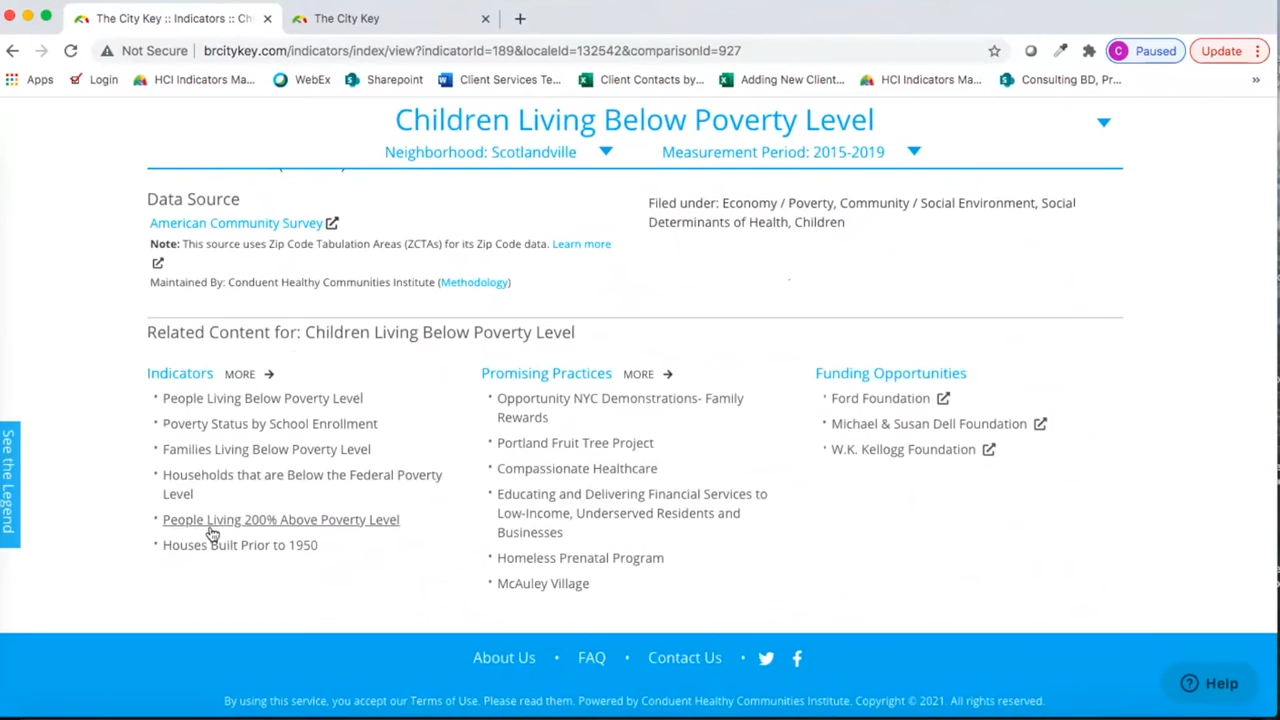 The City Key :: Indicators :: Ch
The City Key
Not Secure
brcitykey.com/indicators/index/view?indicatorId=189&localeId=132542&comparisonId=927
C Paused
Update
Apps
Login
HCI Indicators Ma...
WebEx
Sharepoint
Client Services Te...
Client Contacts by...
Adding New Client...
HCI Indicators Ma...
Consulting BD, Pr...
Children Living Below Poverty Level
Neighborhood: Scotlandville
Measurement Period: 2015-2019
Data Source
American Community Survey
Note: This source uses Zip Code Tabulation Areas (ZCTAs) for its Zip Code data. Learn more
Maintained By: Conduent Healthy Communities Institute (Methodology)
Filed under: Economy / Poverty, Community / Social Environment, Social
Determinants of Health, Children
See the Legend
Related Content for: Children Living Below Poverty Level
Indicators MORE
People Living Below Poverty Level
Poverty Status by School Enrollment
Families Living Below Poverty Level
Households that are Below the Federal Poverty
Level
People Living 200% Above Poverty Level
Houses Built Prior to 1950
Promising Practices MORE
Opportunity NYC Demonstrations- Family
Rewards
Portland Fruit Tree Project
Compassionate Healthcare
Educating and Delivering Financial Services to
Low-Income, Underserved Residents and
Businesses
Homeless Prenatal Program
McAuley Village
Funding Opportunities
Ford Foundation
Michael & Susan Dell Foundation
W.K. Kellogg Foundation
About Us • FAQ • Contact Us •
Help
By using this service, you accept our Terms of Use. Please read them. Powered by Conduent Healthy Communities Institute. Copyright © 2021. All rights reserved.